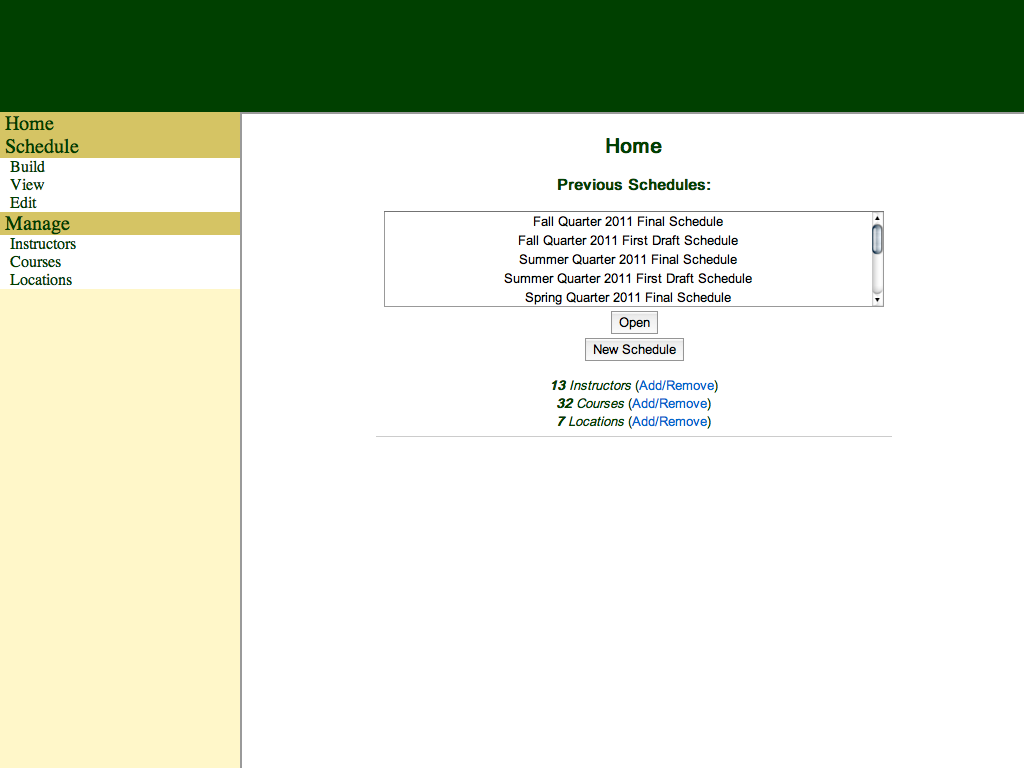 Home
Schedule
Build
View
Edit
Manage
Instructors
Courses
Locations
Home
Previous Schedules:
Fall Quarter 2011 Final Schedule
Fall Quarter 2011 First Draft Schedule
Summer Quarter 2011 Final Schedule
Summer Quarter 2011 First Draft Schedule
Spring Quarter 2011 Final Schedule
Open
New Schedule
13 Instructors (Add/Remove)
32 Courses (Add/Remove)
7 Locations (Add/Remove)